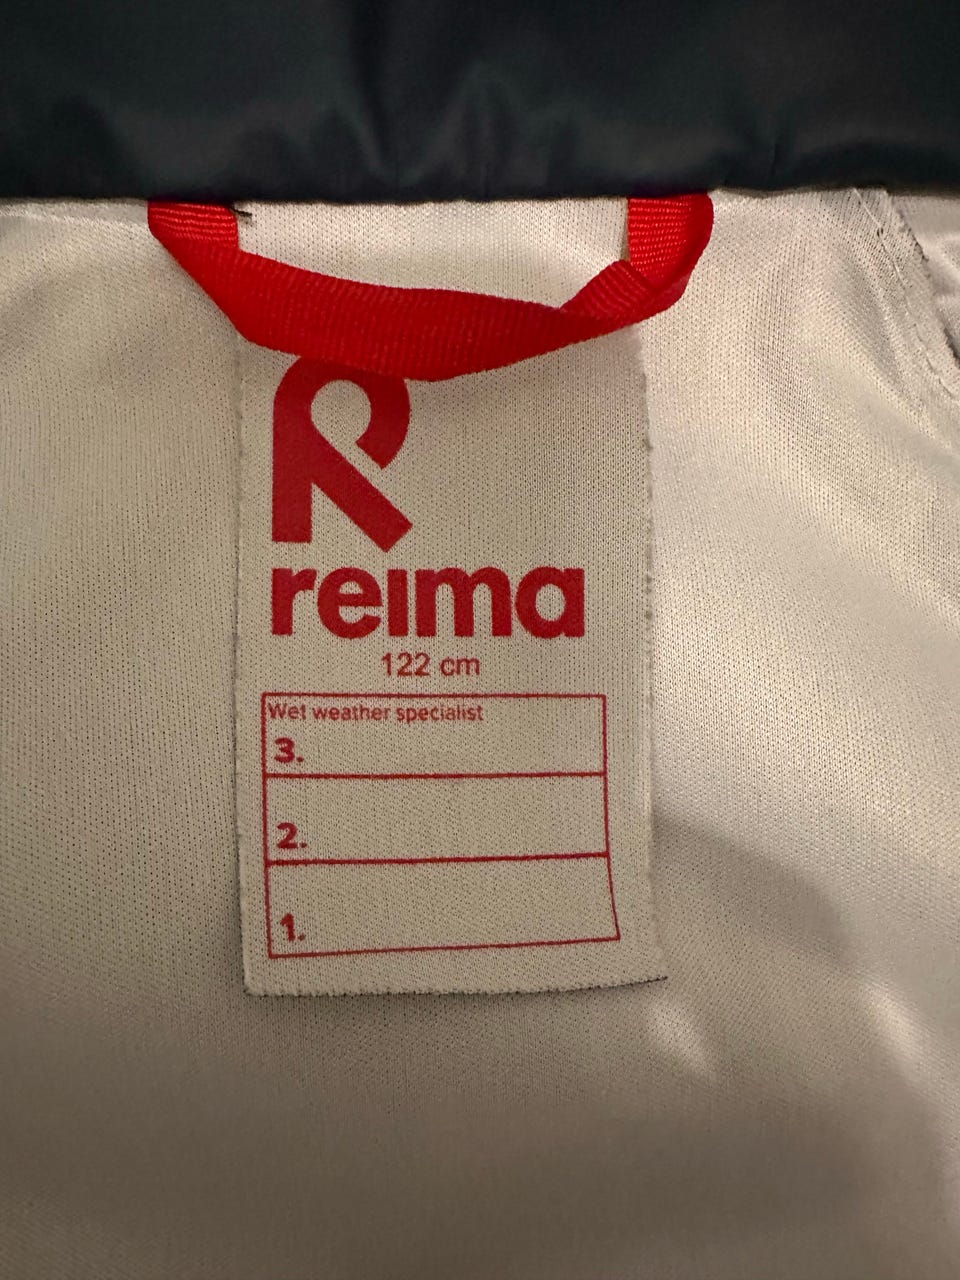 reima
122 cm
Wet weather specialist
3.
2.
1.